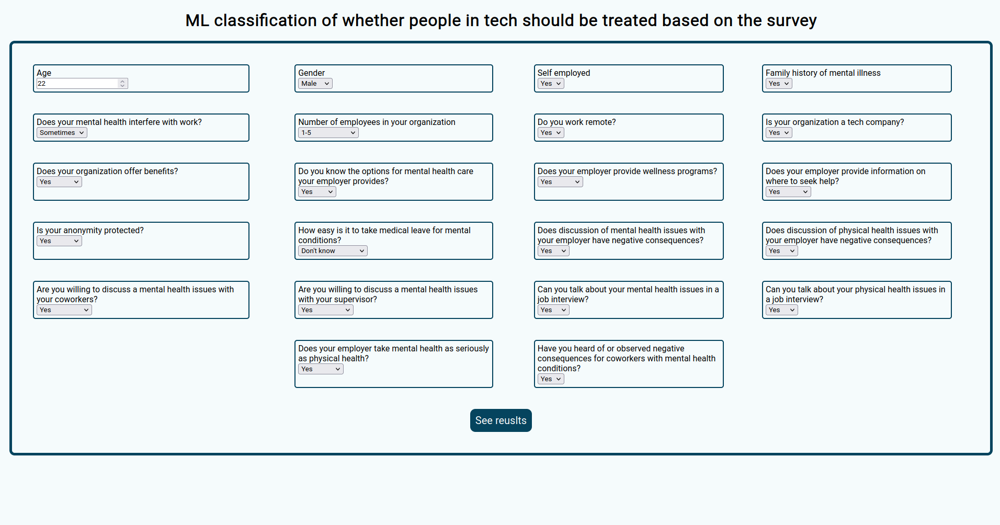 ML classification of whether people in tech should be treated based on the survey
Age
22
Gender
Male
Self employed
Yes
Family history of mental illness
Yes
Does your mental health interfere with work?
Sometimes
Number of employees in your organization
1-5
Do you work remote?
Yes
Is your organization a tech company?
Yes
Does your organization offer benefits?
Yes
Do you know the options for mental health care
your employer provides?
Yes
Does your employer provide wellness programs?
Yes
Does your employer provide information on
where to seek help?
Yes
Is your anonymity protected?
Yes
How easy is it to take medical leave for mental
conditions?
Don't know
Does discussion of mental health issues with
your employer have negative consequences?
Yes
Does discussion of physical health issues with
your employer have negative consequences?
Yes
Are you willing to discuss a mental health issues with
your coworkers?
Yes
Are you willing to discuss a mental health issues
with your supervisor?
Yes
Can you talk about your mental health issues in a
job interview?
Yes
Can you talk about your physical health issues in
a job interview?
Yes
Does your employer take mental health as seriously
as physical health?
Yes
Have you heard of or observed negative
consequences for coworkers with mental health
conditions?
Yes
See reuslts